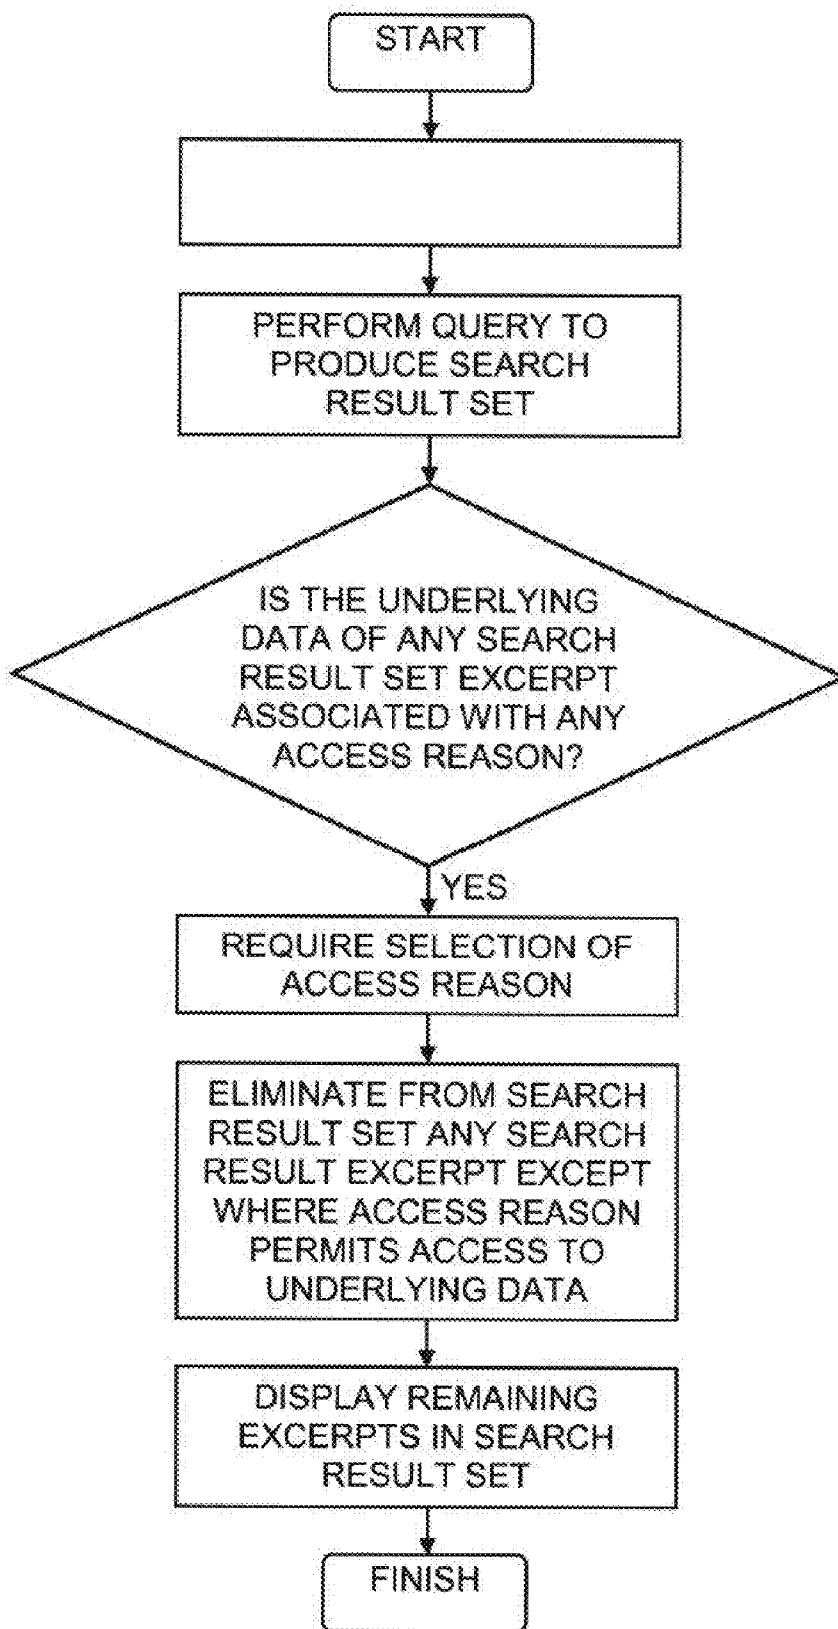 START
PERFORM QUERY TO
PRODUCE SEARCH
RESULT SET
IS THE UNDERLYING
DATA OF ANY SEARCH
RESULT SET EXCERPT
ASSOCIATED WITH ANY
ACCESS REASON?
YES
REQUIRE SELECTION OF
ACCESS REASON
ELIMINATE FROM SEARCH
RESULT SET ANY SEARCH
RESULT EXCERPT EXCEPT
WHERE ACCESS REASON
PERMITS ACCESS TO
UNDERLYING DATA
DISPLAY REMAINING
EXCERPTS IN SEARCH
RESULT SET
FINISH